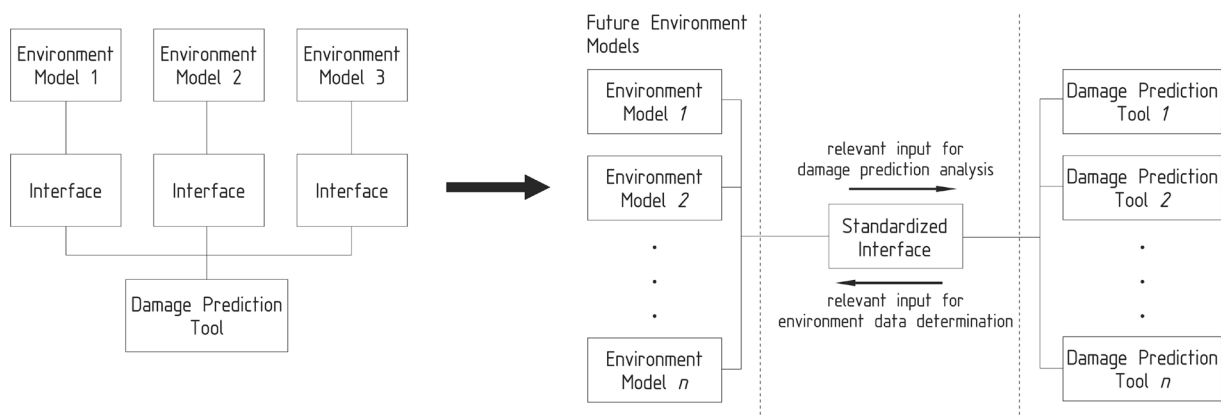 Environment
Model 1
Environment
Model 2
Environment
Model 3
Interface
Interface
Interface
Damage Prediction
Tool
Future Environment
Models
Environment
Model 1
Environment
Model 2
Environment
Model n
relevant input for
damage prediction analysis
Standardized
Interface
relevant input for
environment data determination
Damage Prediction
Tool 1
Damage Prediction
Tool 2
Damage Prediction
Tool n